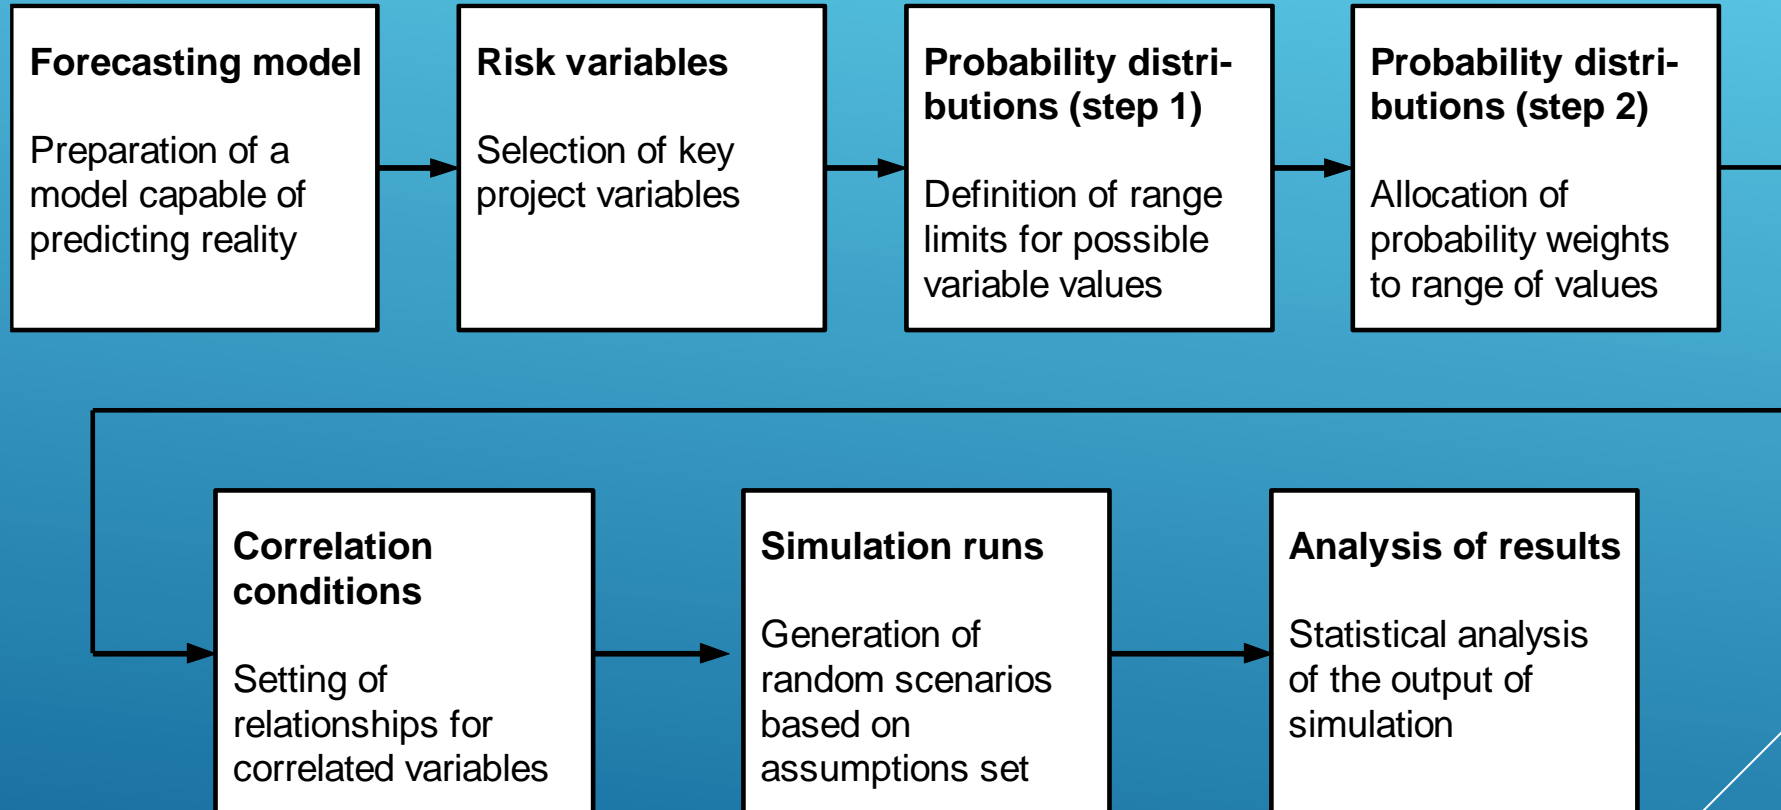 Forecasting model
Preparation of a
model capable of
predicting reality
Risk variables
Selection of key
project variables
Probability distri-
butions (step 1)
Definition of range
limits for possible
variable values
Probability distri-
butions (step 2)
Allocation of
probability weights
to range of values
Correlation
conditions
Setting of
relationships for
correlated variables
Simulation runs
Generation of
random scenarios
based on
assumptions set
Analysis of results
Statistical analysis
of the output of
simulation